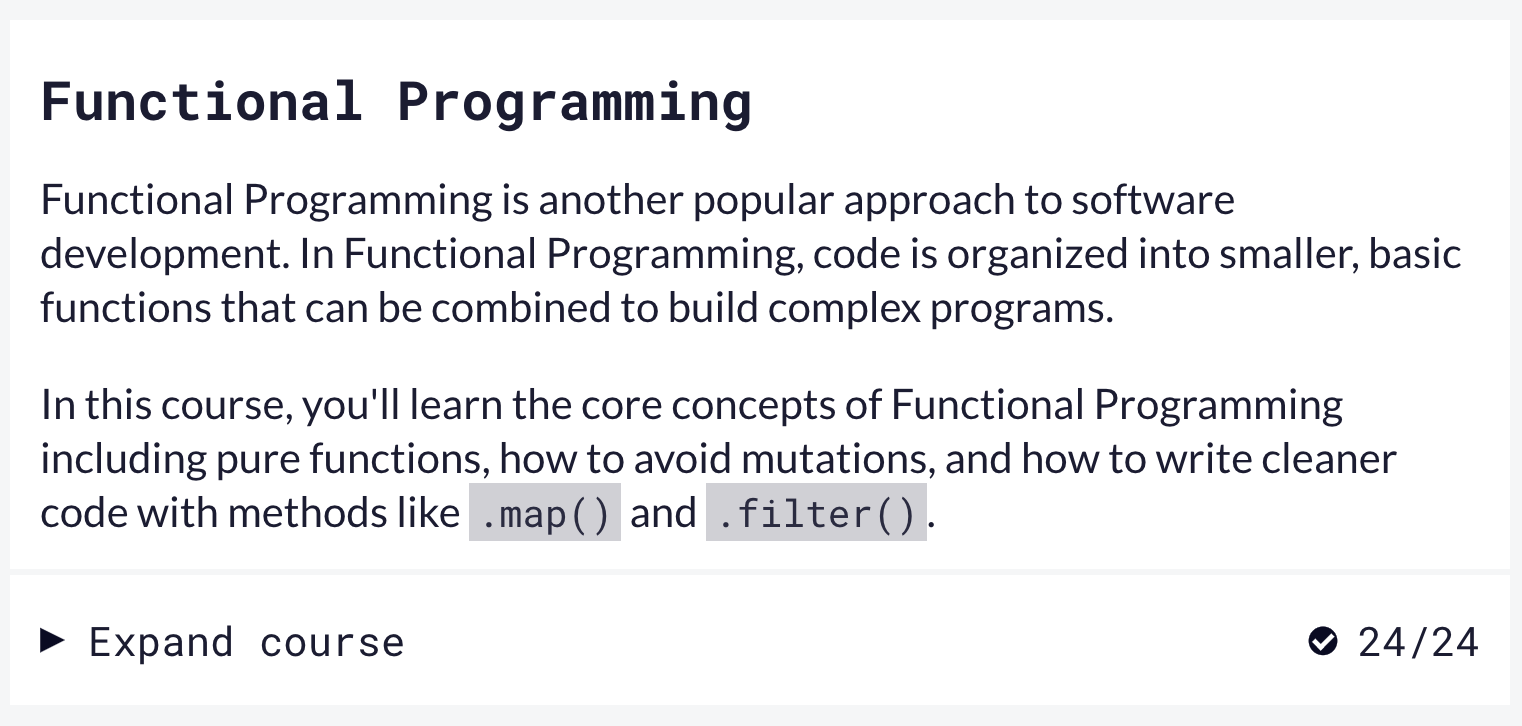 Functional Programming
Functional Programming is another popular approach to software
development. In Functional Programming, code is organized into smaller, basic
functions that can be combined to build complex programs.
In this course, you'll learn the core concepts of Functional Programming
including pure functions, how to avoid mutations, and how to write cleaner
code with methods like .map() and .filter().
Expand course 24/24